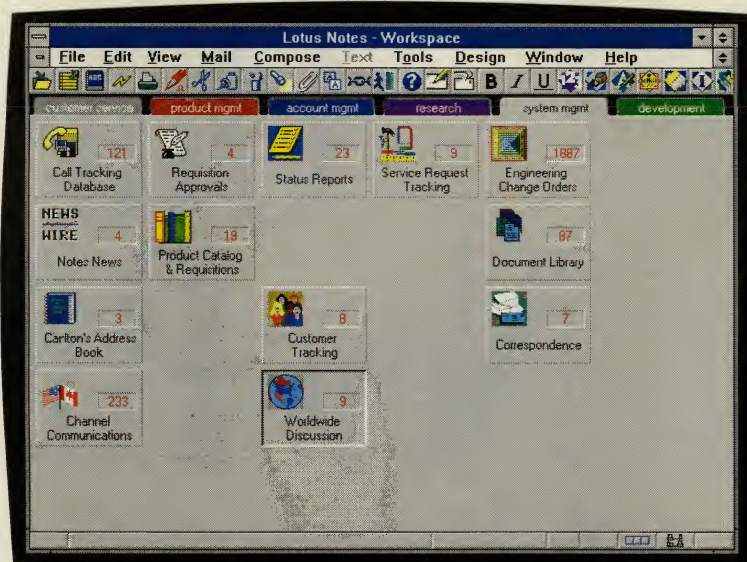 Lotus Notes - Workspace
File Edit View Mail Compose Text Tools Design Window Help
B I U
customer service product mgmt account mgmt research system mgmt development
121 4 23 9 1887
Call Tracking Database
Requisition Approvals
Status Reports
Service Request Tracking
Engineering Change Orders
NEWS
WIRE 4
Notes News
18
Product Catalog
& Requisitions
87
Document Library
3
Carlton's Address
Book
8
Customer
Tracking
7
Correspondence
233
Channel
Communications
9
Worldwide
Discussion